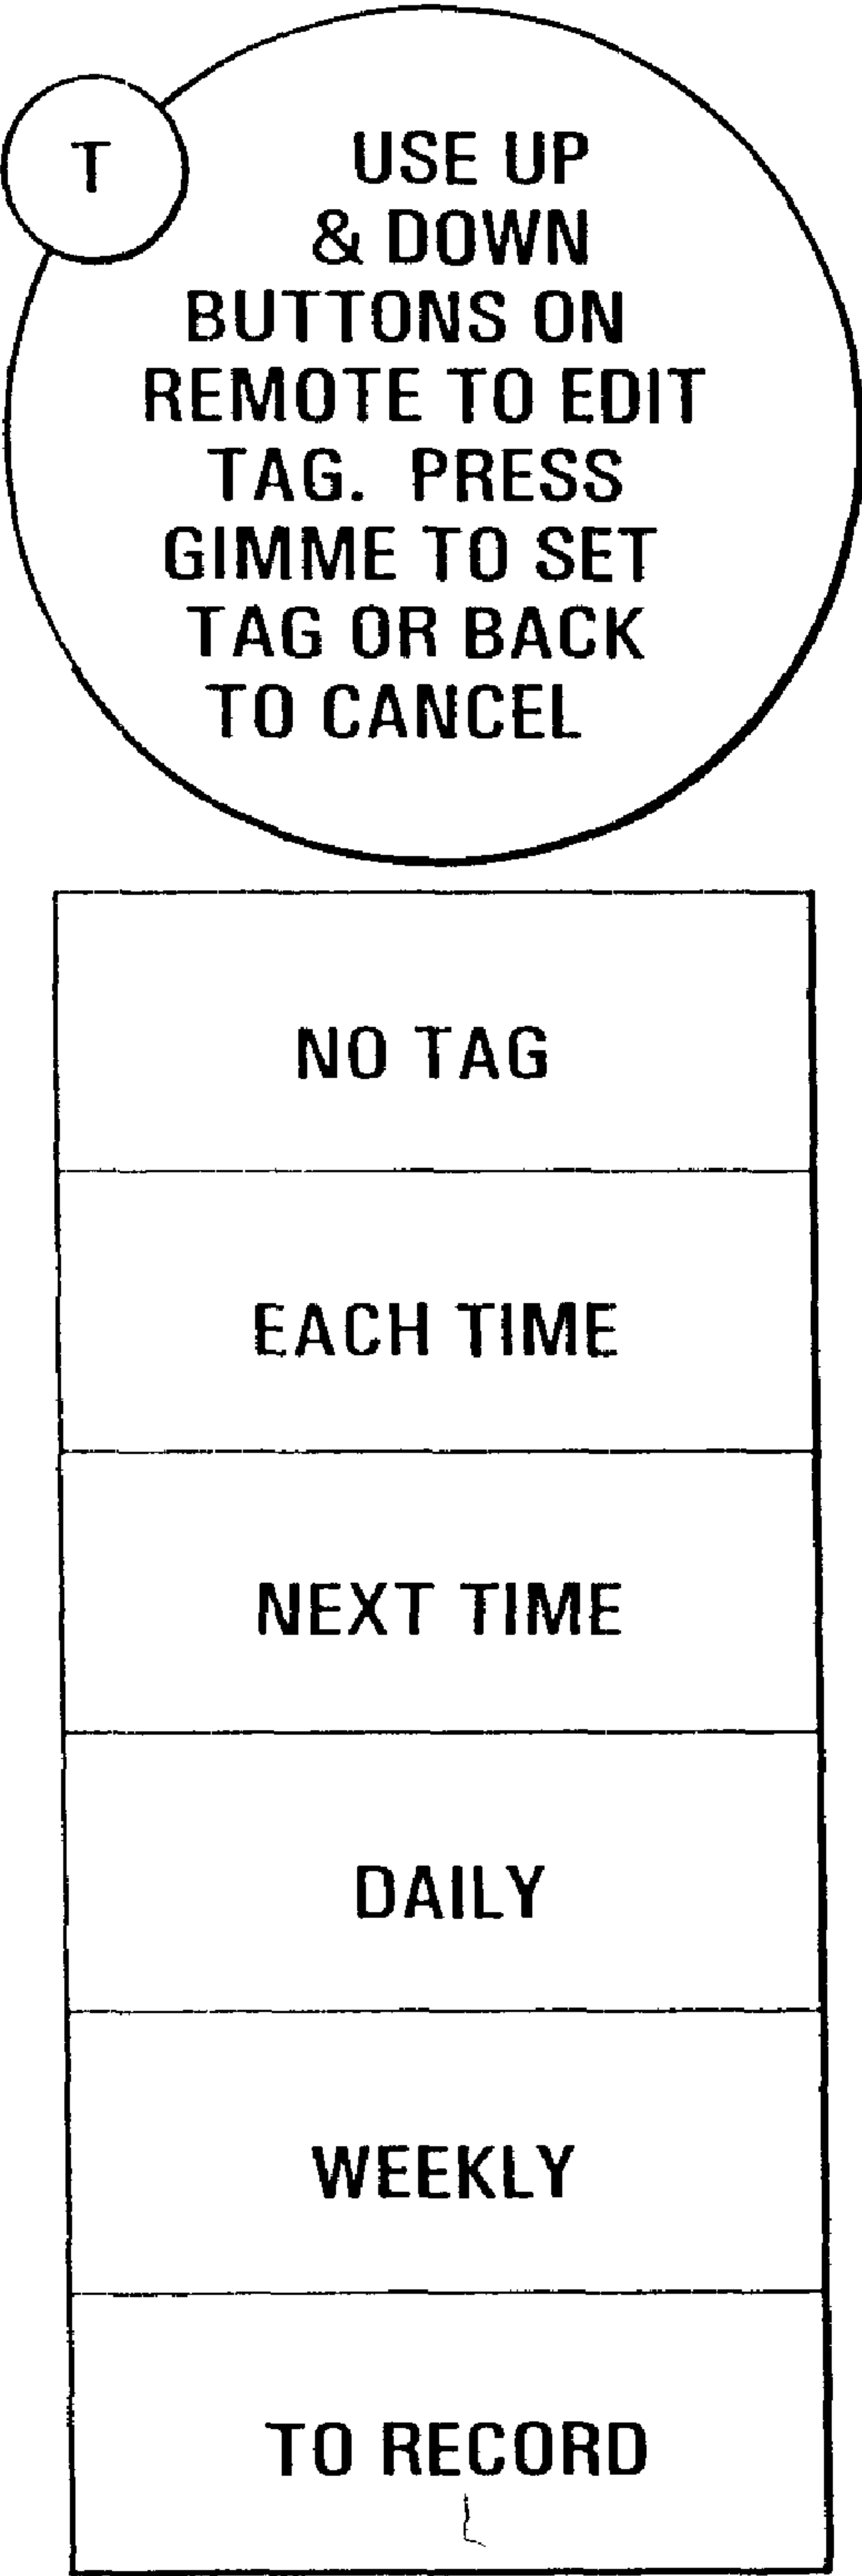 T
USE UP
& DOWN
BUTTONS ON
REMOTE TO EDIT
TAG. PRESS
GIMME TO SET
TAG OR BACK
TO CANCEL
NO TAG
EACH TIME
NEXT TIME
DAILY
WEEKLY
TO RECORD